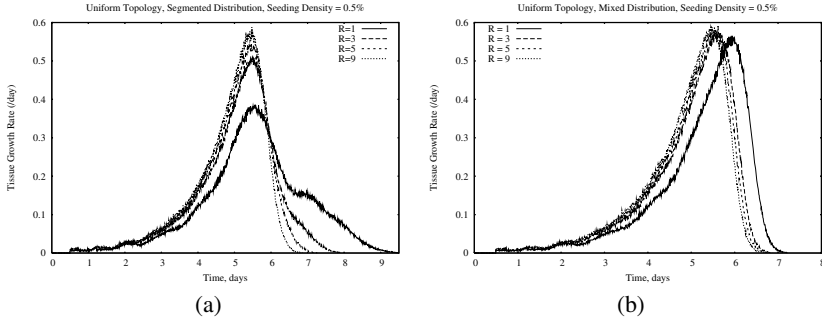 Uniform Topology, Segmented Distribution, Seeding Density = 0.5%
0.6
0.5
0.4
0.3
0.2
0.1
0
Tissue Growth Rate (/day)
R=1
R=3
R=5
R=9
0 1 2 3 4 5 6 7 8 9
Time, days
(a)
Uniform Topology, Mixed Distribution, Seeding Density = 0.5%
0.6
0.5
0.4
0.3
0.2
0.1
0
Tissue Growth Rate (/day)
R = 1
R = 3
R = 5
R = 9
0 1 2 3 4 5 6 7 8
Time, days
(b)